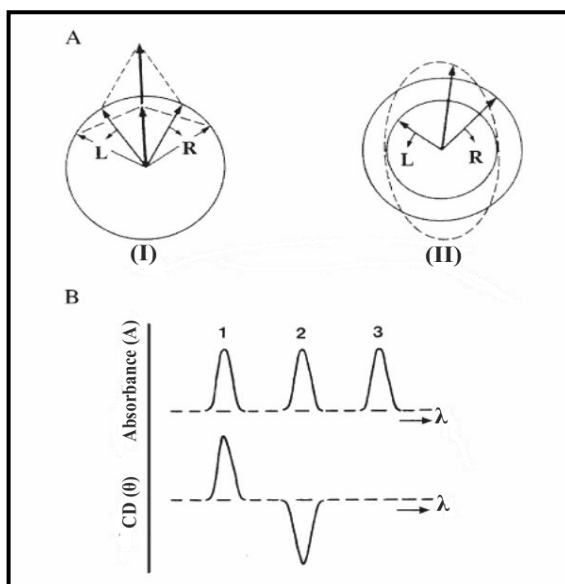 A
L R
(I)
L R
(II)
B
Absorbance (A)
1 2 3
λ
CD (θ)
λ